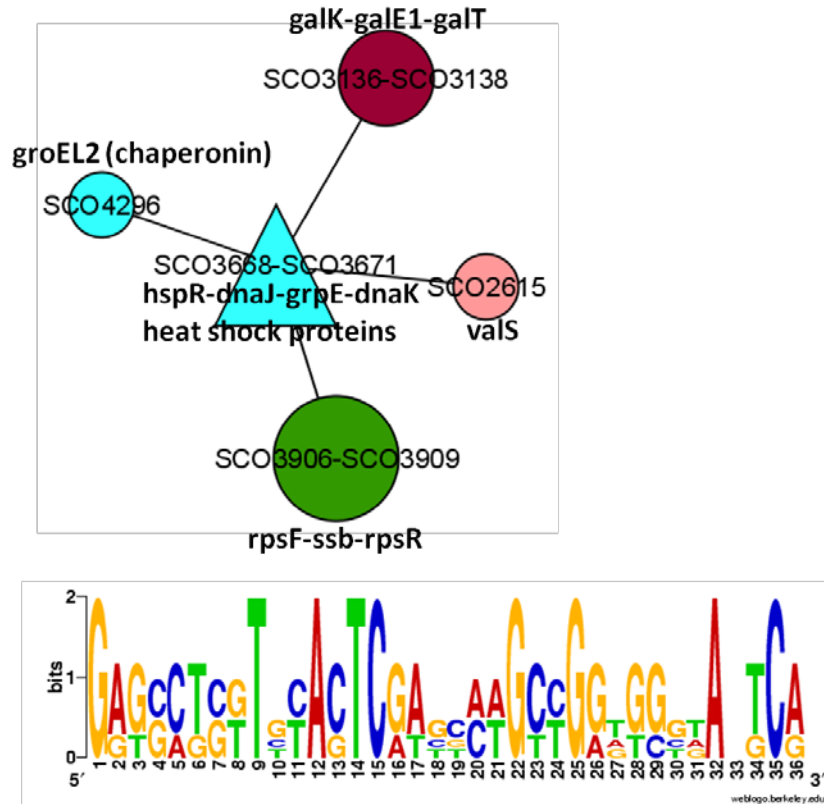 galK-galE1-galT
SCO3136-SCO3138
groEL2 (chaperonin)
SCO4296
SCO3668-SCO3671
SCO2615
hspR-dnaJ-grpE-dnaK
valS
heat shock proteins
SCO3906-SCO3909
rpsF-ssb-rpsR
2
bits
1
0
1 2 3 4 5 6 7 8 9 10 11 12 13 14 15 16 17 18 19 20 21 22 23 24 25 26 27 28 29 30 31 32 33 34 35 36
5′ 3′
weblogo.berkeley.edu